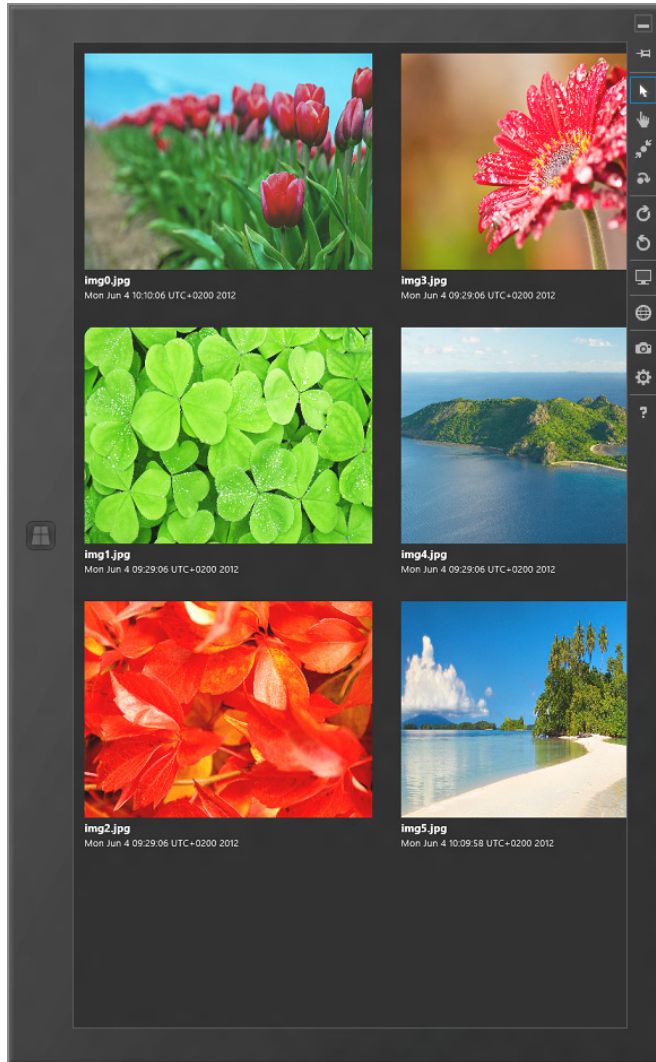 img0.jpg
Mon Jun 4 10:10:06 UTC+0200 2012
img3.jpg
Mon Jun 4 09:29:06 UTC+0200 2012
img1.jpg
Mon Jun 4 09:29:06 UTC+0200 2012
img4.jpg
Mon Jun 4 09:29:06 UTC+0200 2012
img2.jpg
Mon Jun 4 09:29:06 UTC+0200 2012
img5.jpg
Mon Jun 4 10:09:58 UTC+0200 2012
?